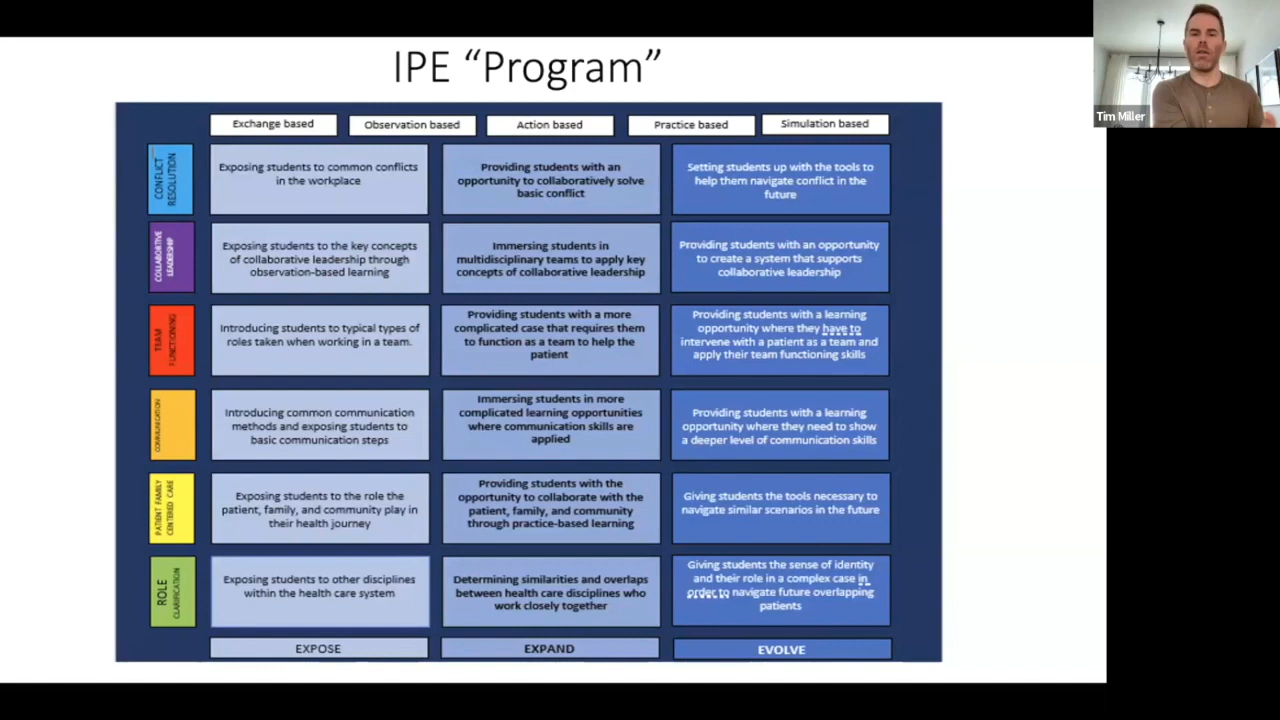 IPE “Program”
Tim Miller
Exchange based
Observation based
Action based
Practice based
Simulation based
CONFLICT
RESOLUTION
Exposing students to common conflicts
in the workplace
Providing students with an
opportunity to collaboratively solve
basic conflict
Setting students up with the tools to
help them navigate conflict in the
future
COLLABORTIVE
LEADERSHIP
Exposing students to the key concepts
of collaborative leadership through
observation-based learning
Immersing students in
multidisciplinary teams to apply key
concepts of collaborative leadership
Providing students with an opportunity
to create a system that supports
collaborative leadership
TEAM
FUNCTIONING
Introducing students to typical types of
roles taken when working in a team.
Providing students with a more
complicated case that requires them
to function as a team to help the
patient
Providing students with a learning
opportunity where they have to
intervene with a patient as a team and
apply their team functioning skills
COMMUNICATION
Introducing common communication
methods and exposing students to
basic communication steps
Immersing students in more
complicated learning opportunities
where communication skills are
applied
Providing students with a learning
opportunity where they need to show
a deeper level of communication skills
PATIENT FAMILY
CENTERED CARE
Exposing students to the role the
patient, family, and community play in
their health journey
Providing students with the
opportunity to collaborate with the
patient, family, and community
through practice-based learning
Giving students the tools necessary to
navigate similar scenarios in the future
ROLE
CLARIFICATION
Exposing students to other disciplines
within the health care system
Determining similarities and overlaps
between health care disciplines who
work closely together
Giving students the sense of identity
and their role in a complex case in
order to navigate future overlapping
patients
EXPOSE
EXPAND
EVOLVE